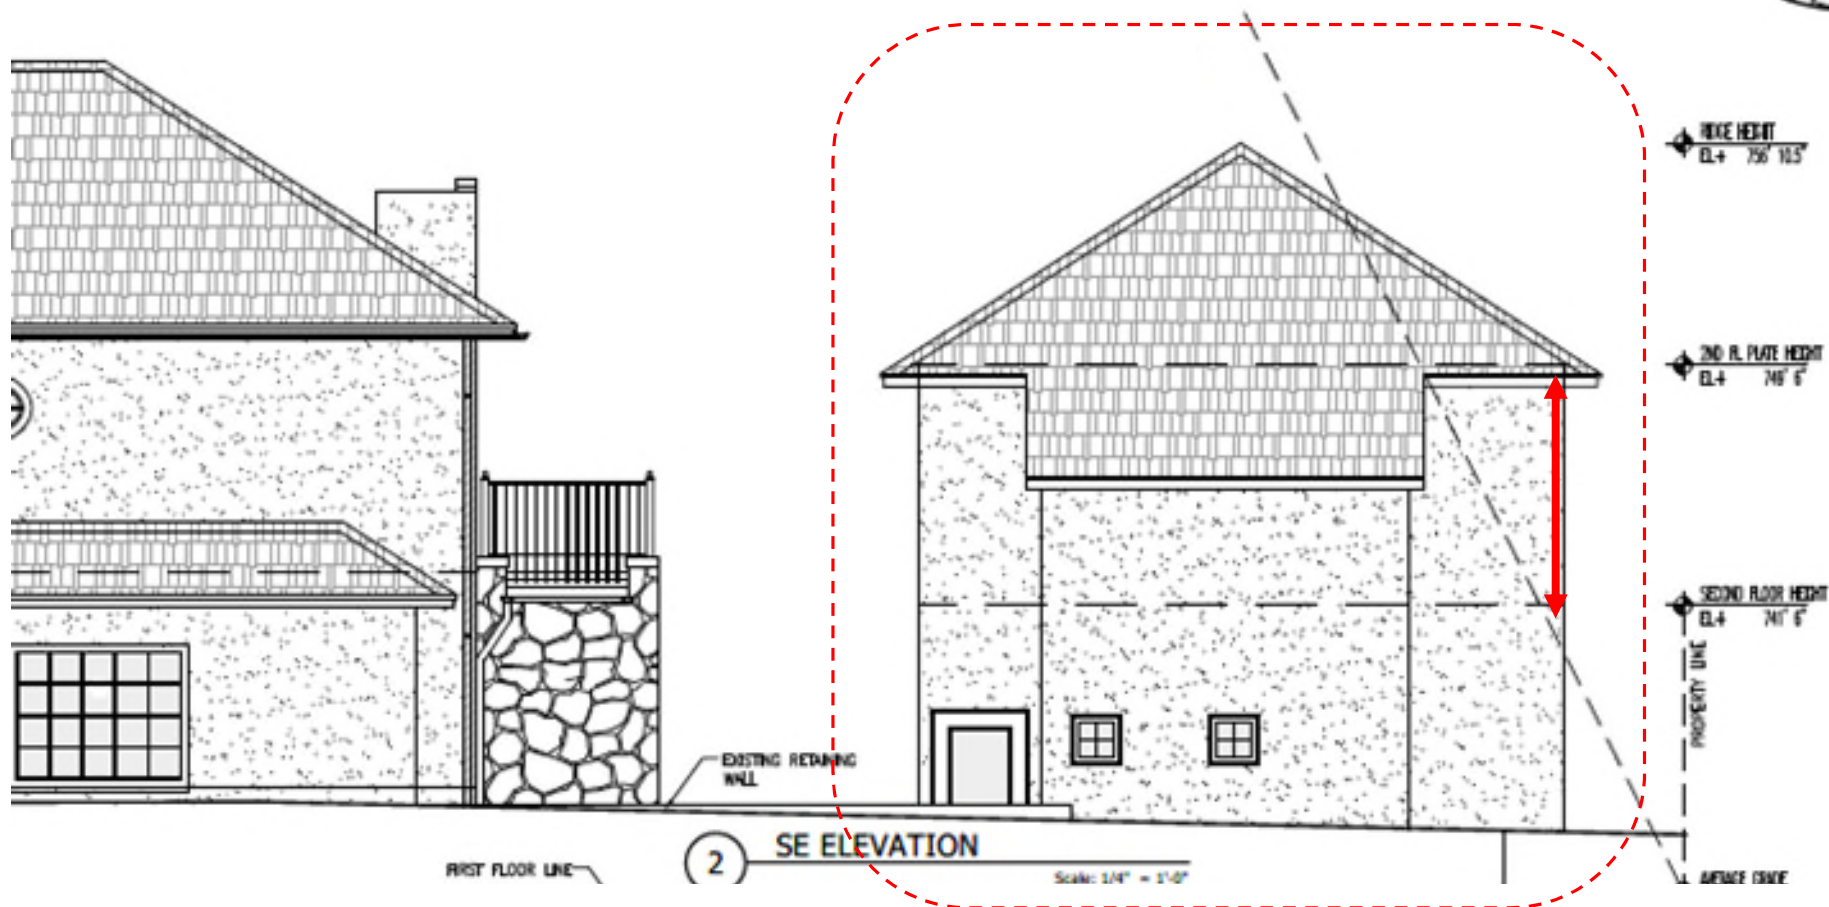 RIDGE HEIGHT
EL+ 756' 10.5"
2ND FL PLATE HEIGHT
EL+ 749' 6"
SECOND FLOOR HEIGHT
EL+ 741' 6"
PROPERTY LINE
EXISTING RETAINING
WALL
2 SE ELEVATION
Scale: 1/4" = 1'-0"
FIRST FLOOR LINE
AVERAGE GRADE